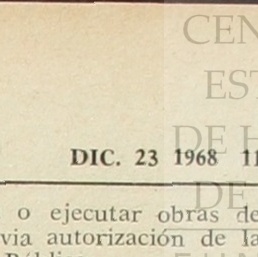 CEN
EST
DE H
DIC. 23 1968 11
DE
o ejecutar obras de
via autorización de la